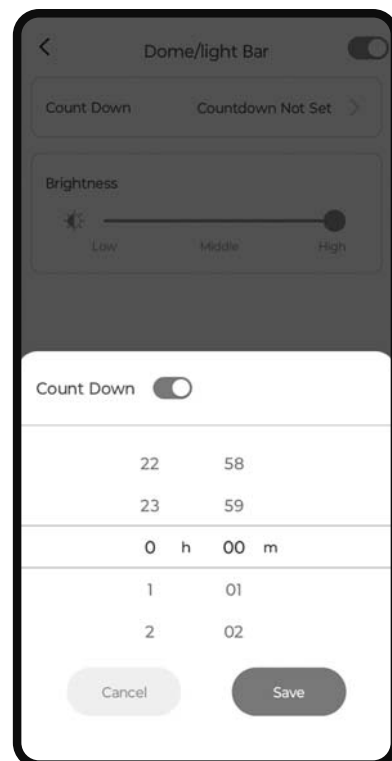 Dome/light Bar
Count Down Countdown Not Set
Brightness
Low Middle High
Count Down
22 58
23 59
0 h 00 m
1 01
2 02
Cancel Save